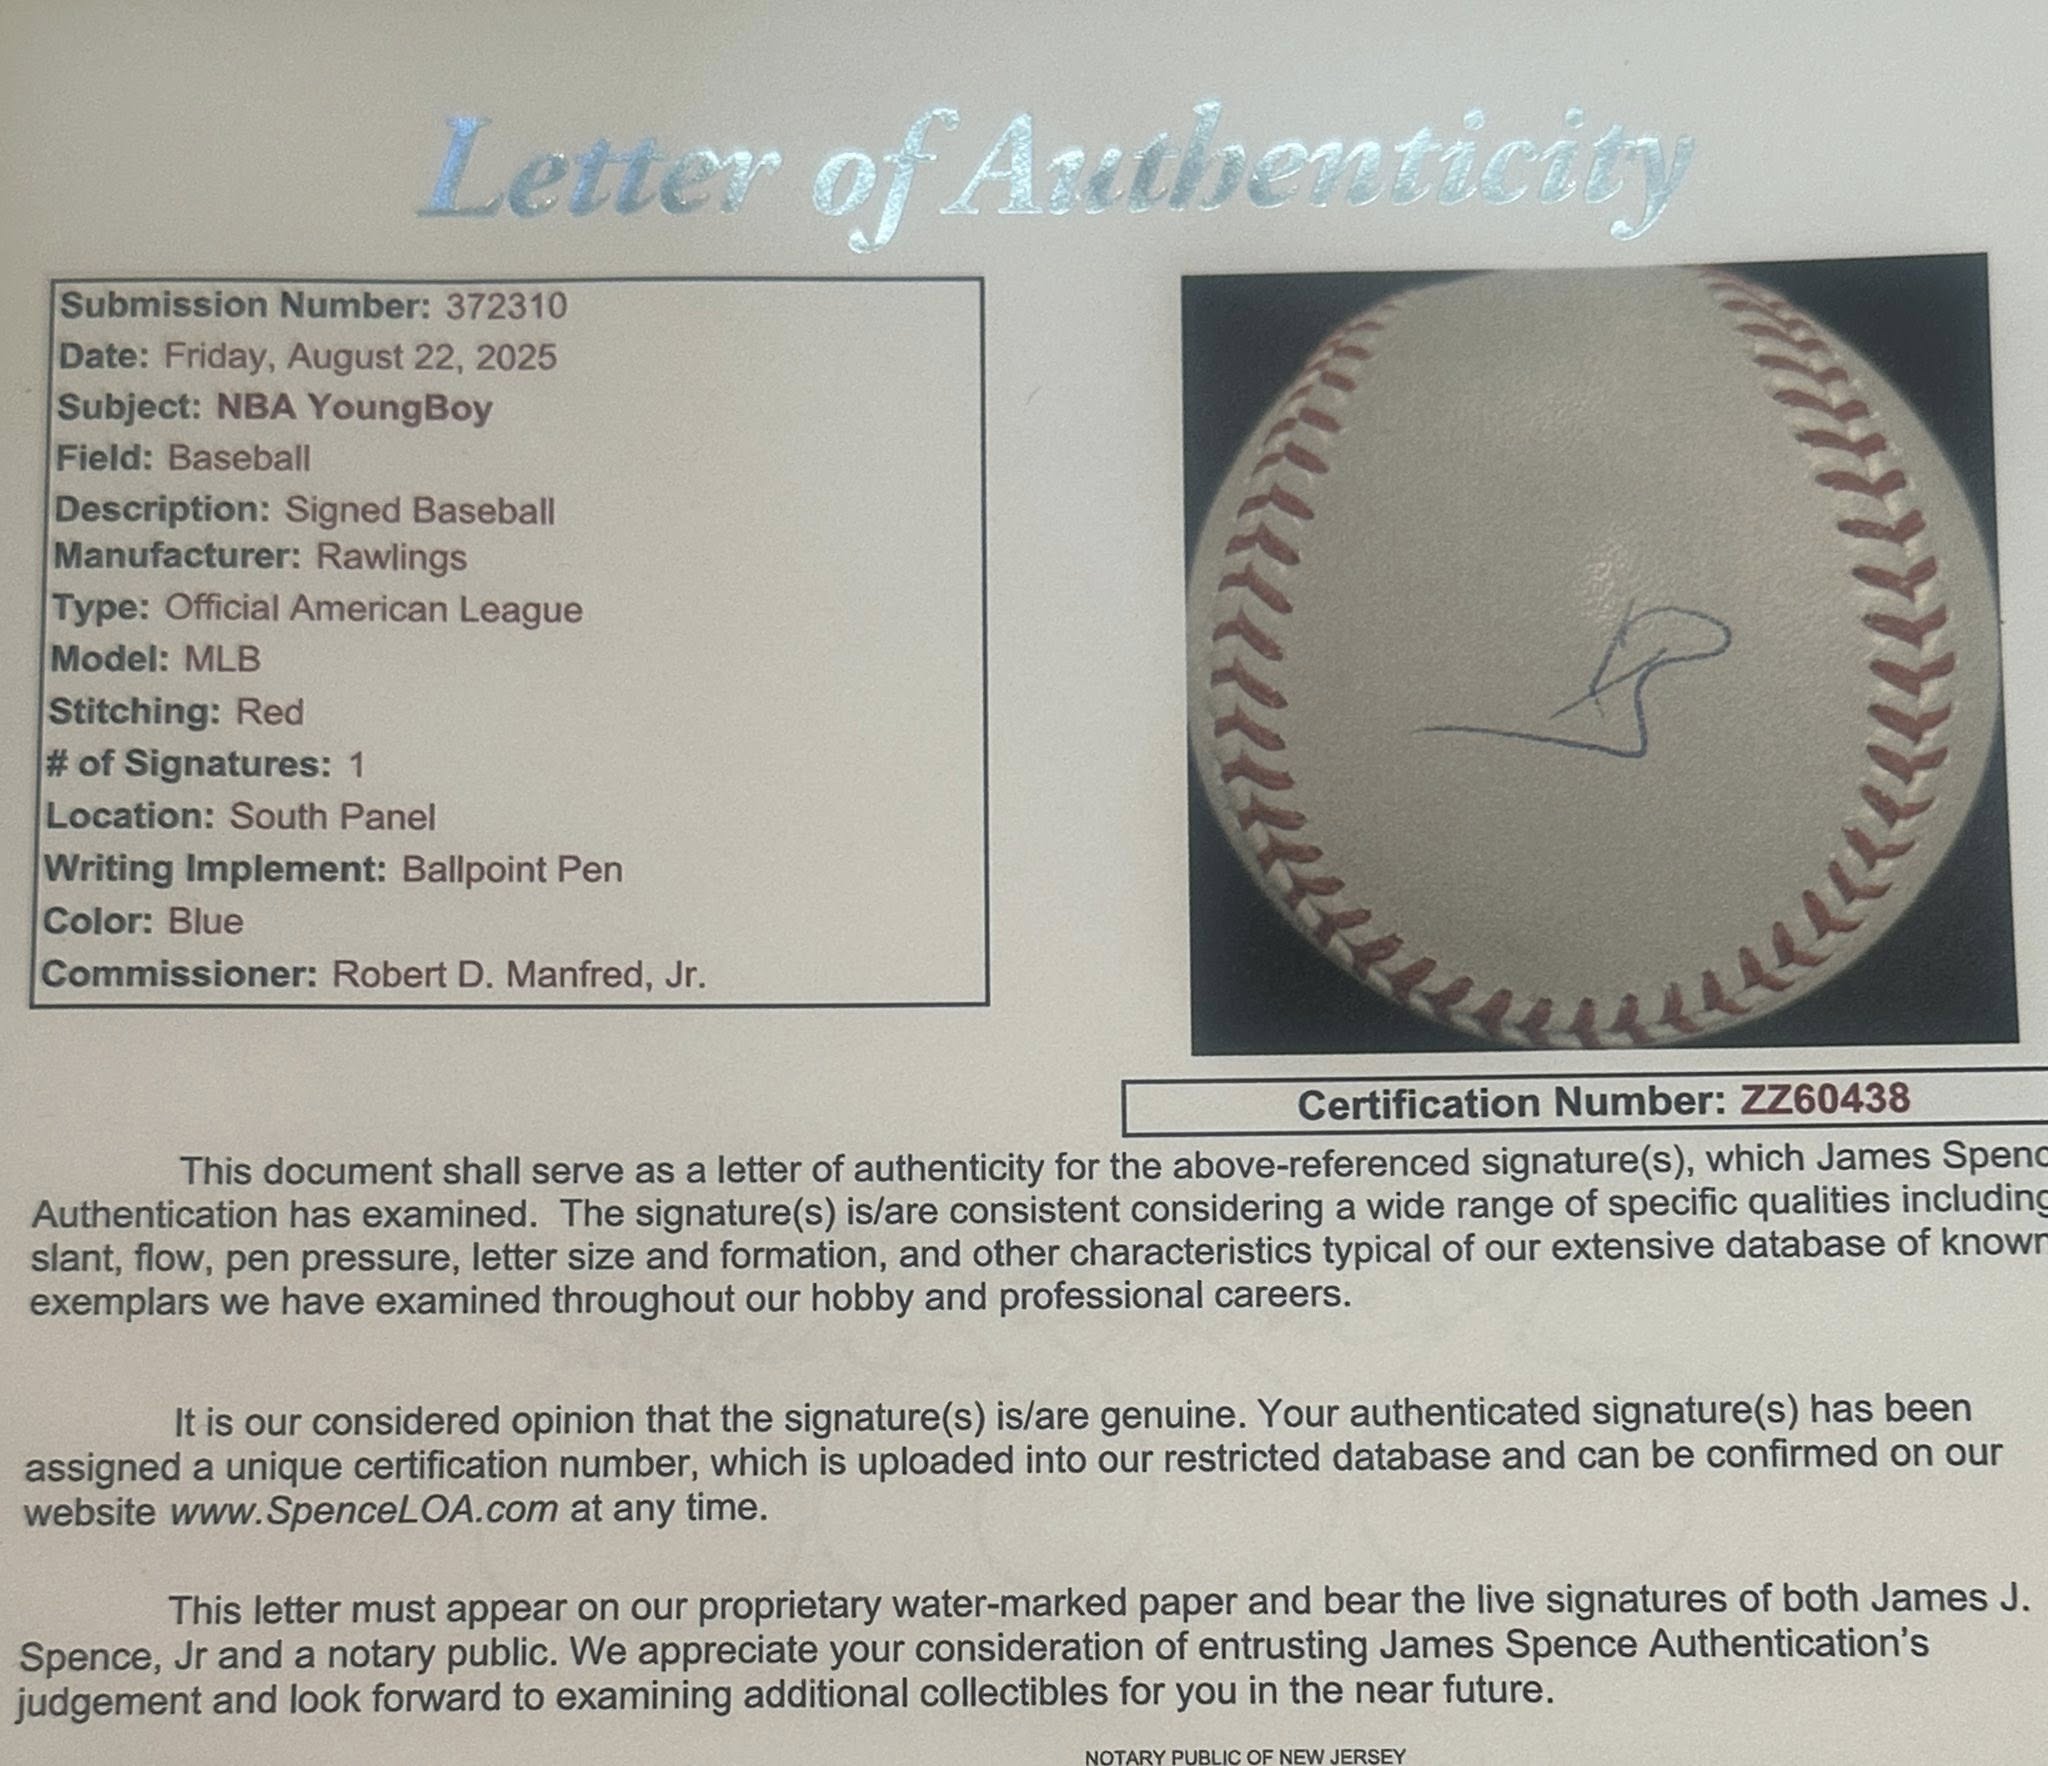 Letter of Authenticity
Submission Number: 372310
Date: Friday, August 22, 2025
Subject: NBA YoungBoy
Field: Baseball
Description: Signed Baseball
Manufacturer: Rawlings
Type: Official American League
Model: MLB
Stitching: Red
# of Signatures: 1
Location: South Panel
Writing Implement: Ballpoint Pen
Color: Blue
Commissioner: Robert D. Manfred, Jr.
Certification Number: ZZ60438
This document shall serve as a letter of authenticity for the above-referenced signature(s), which James Spenc
Authentication has examined. The signature(s) is/are consistent considering a wide range of specific qualities including
slant, flow, pen pressure, letter size and formation, and other characteristics typical of our extensive database of known
exemplars we have examined throughout our hobby and professional careers.
It is our considered opinion that the signature(s) is/are genuine. Your authenticated signature(s) has been
assigned a unique certification number, which is uploaded into our restricted database and can be confirmed on our
website www.SpenceLOA.com at any time.
This letter must appear on our proprietary water-marked paper and bear the live signatures of both James J.
Spence, Jr and a notary public. We appreciate your consideration of entrusting James Spence Authentication's
judgement and look forward to examining additional collectibles for you in the near future.
NOTARY PUBLIC OF NEW JERSEY